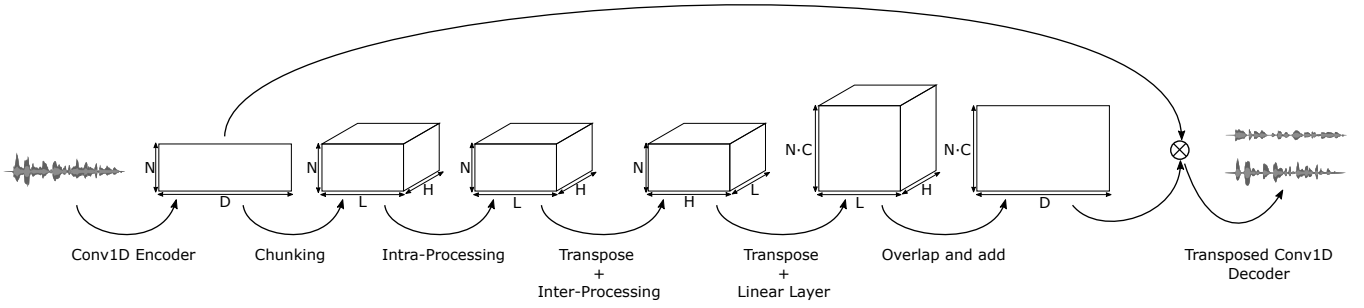 N
D
N
L
H
N
L
H
N
H
L
N·C
L
H
N·C
D
Conv1D Encoder
Chunking
Intra-Processing
Transpose
+
Inter-Processing
Transpose
+
Linear Layer
Overlap and add
Transposed Conv1D
Decoder